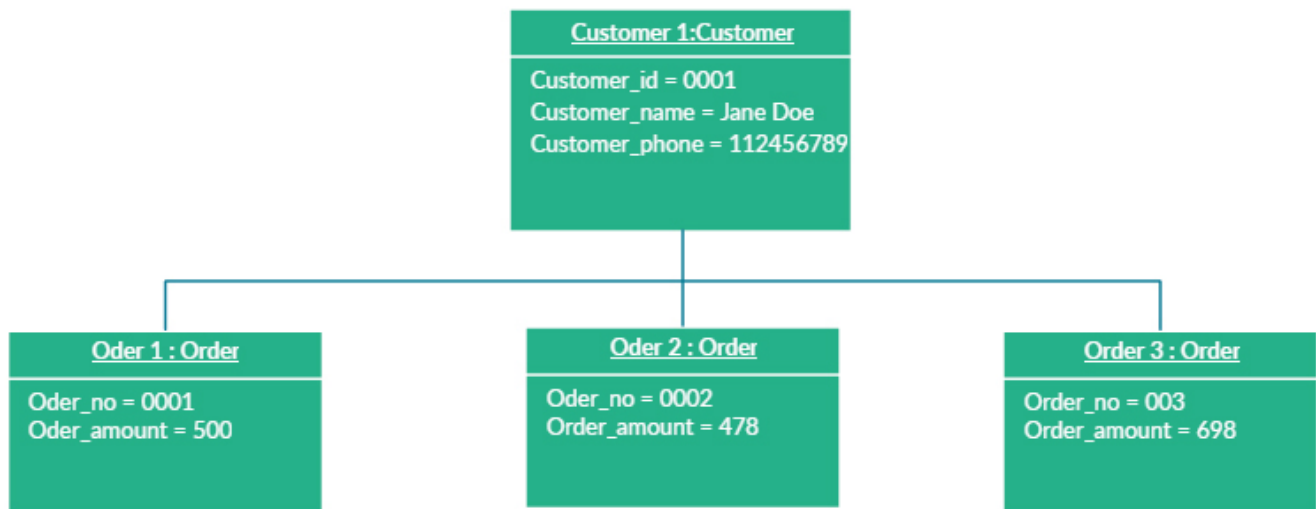 Customer 1:Customer
Customer_id = 0001
Customer_name = Jane Doe
Customer_phone = 112456789
Oder 1 : Order
Oder_no = 0001
Oder_amount = 500
Oder 2 : Order
Oder_no = 0002
Order_amount = 478
Order 3 : Order
Order_no = 003
Order_amount = 698